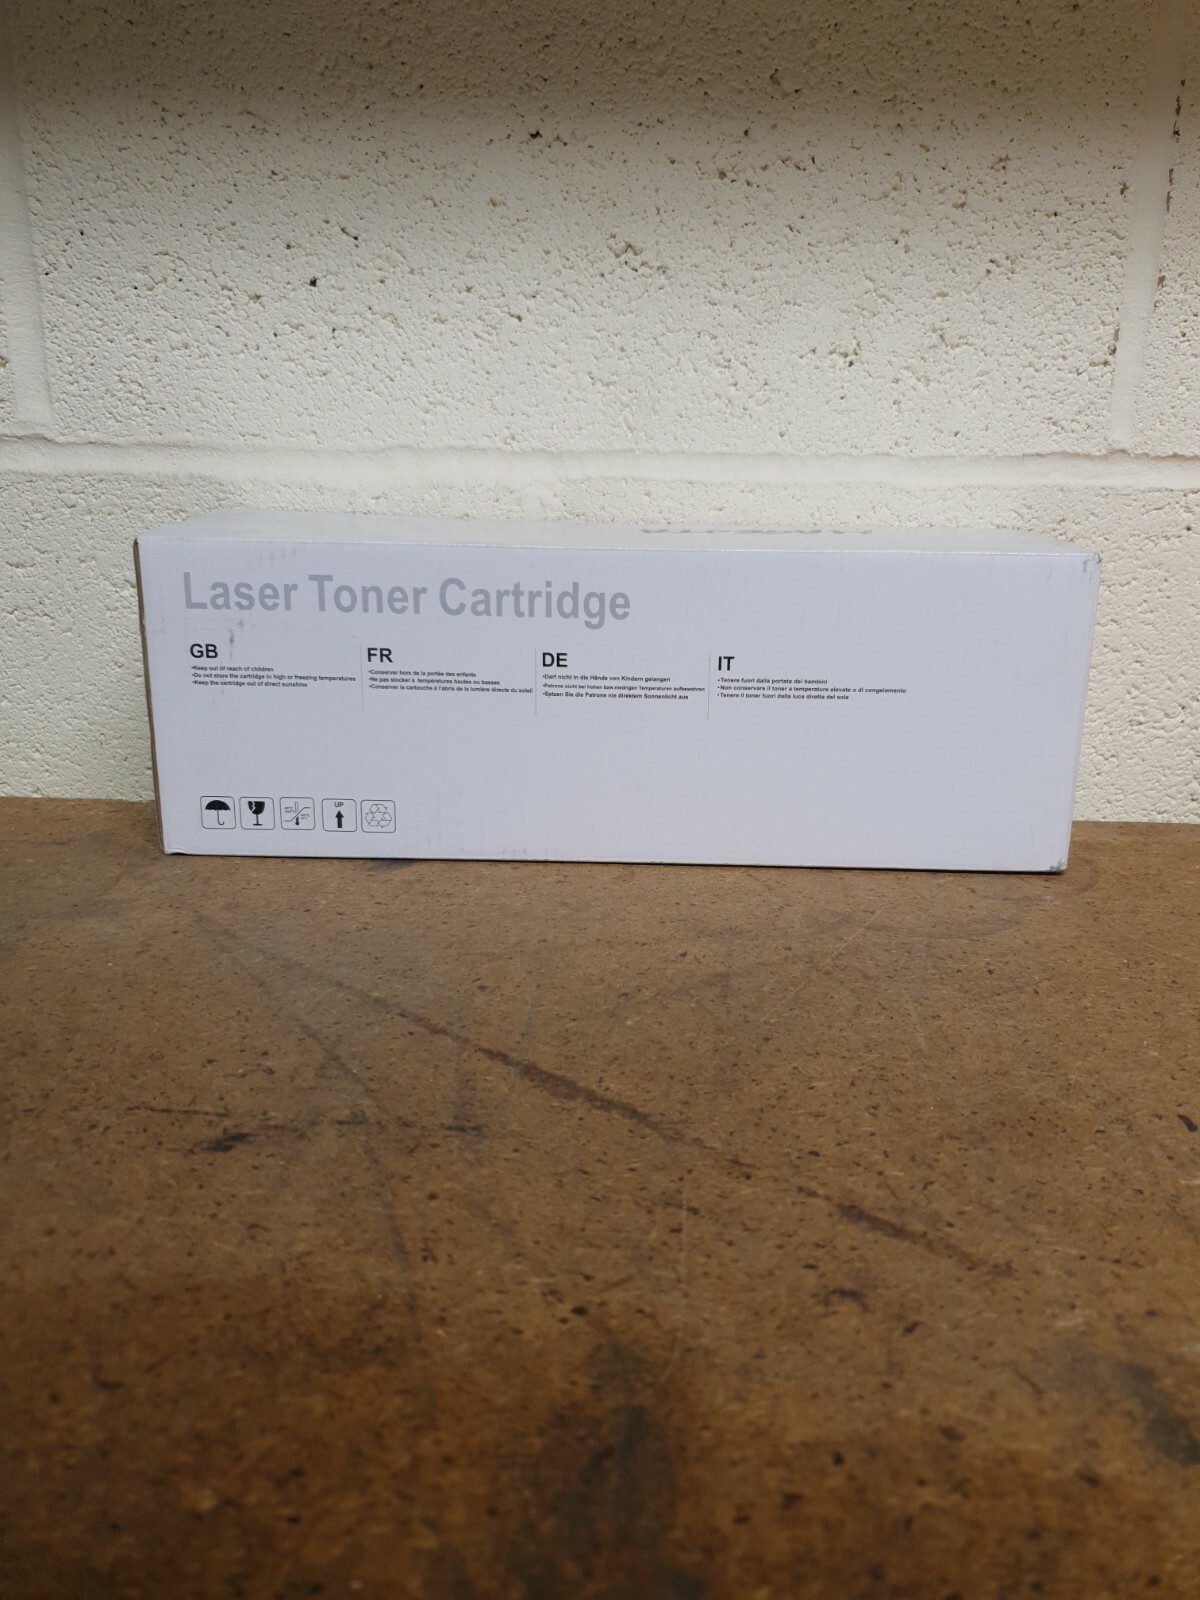 Laser Toner Cartridge
GB
•Keep out of reach of children
•Do not store the cartridge in high or freezing temperatures
•Keep the cartridge out of direct sunshine
FR
•Conserver hors de la portée des enfants
•Ne pas stocker à températures hautes ou basses
•Conserver la cartouche à l'abris de la lumière directe du soleil
DE
•Darf nicht in die Hände von Kindern gelangen
•Patrone nicht bei hohen bzw.niedrigen Temperaturen aufbewahren
•Setzen Sie die Patrone nie direktem Sonnenlicht aus
IT
•Tenere fuori dalla portata dei bambini
•Non conservare il toner a temperature elevate o di congelamento
•Tenere il toner fuori dalla luce diretta del sole
UP